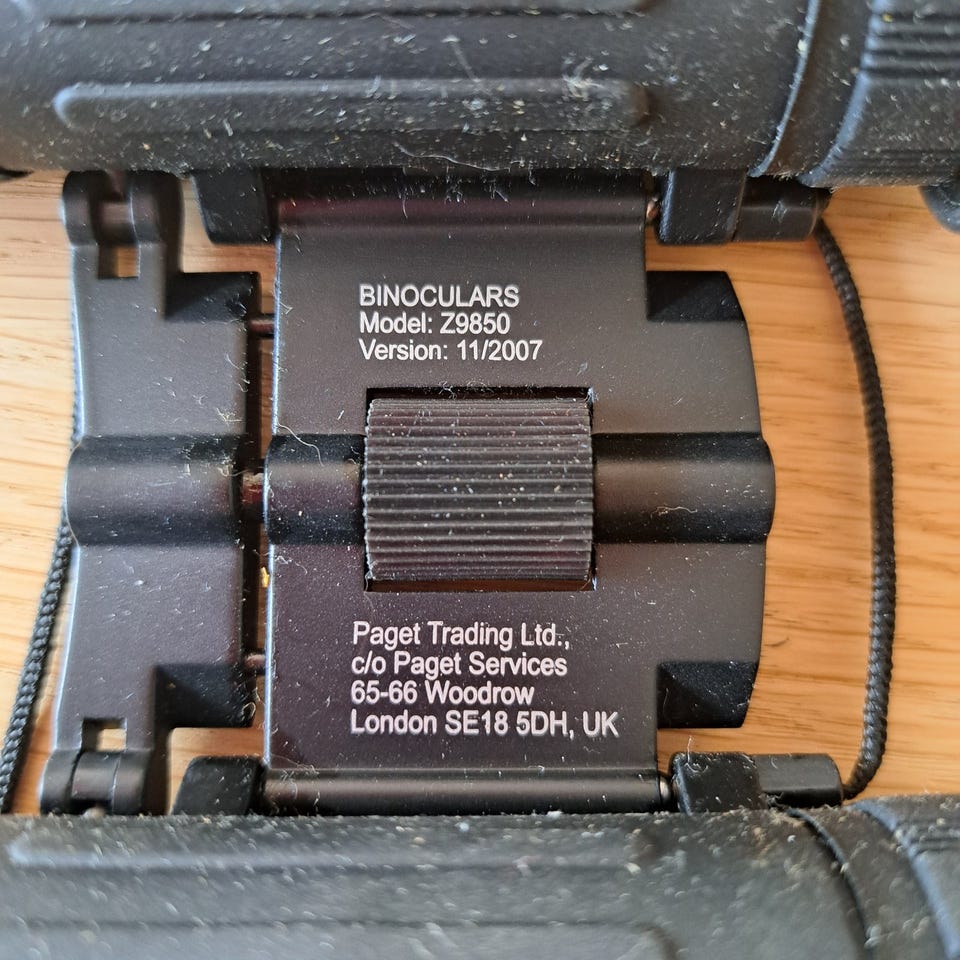 BINOCULARS
Model: Z9850
Version: 11/2007
Paget Trading Ltd.,
c/o Paget Services
65-66 Woodrow
London SE18 5DH, UK